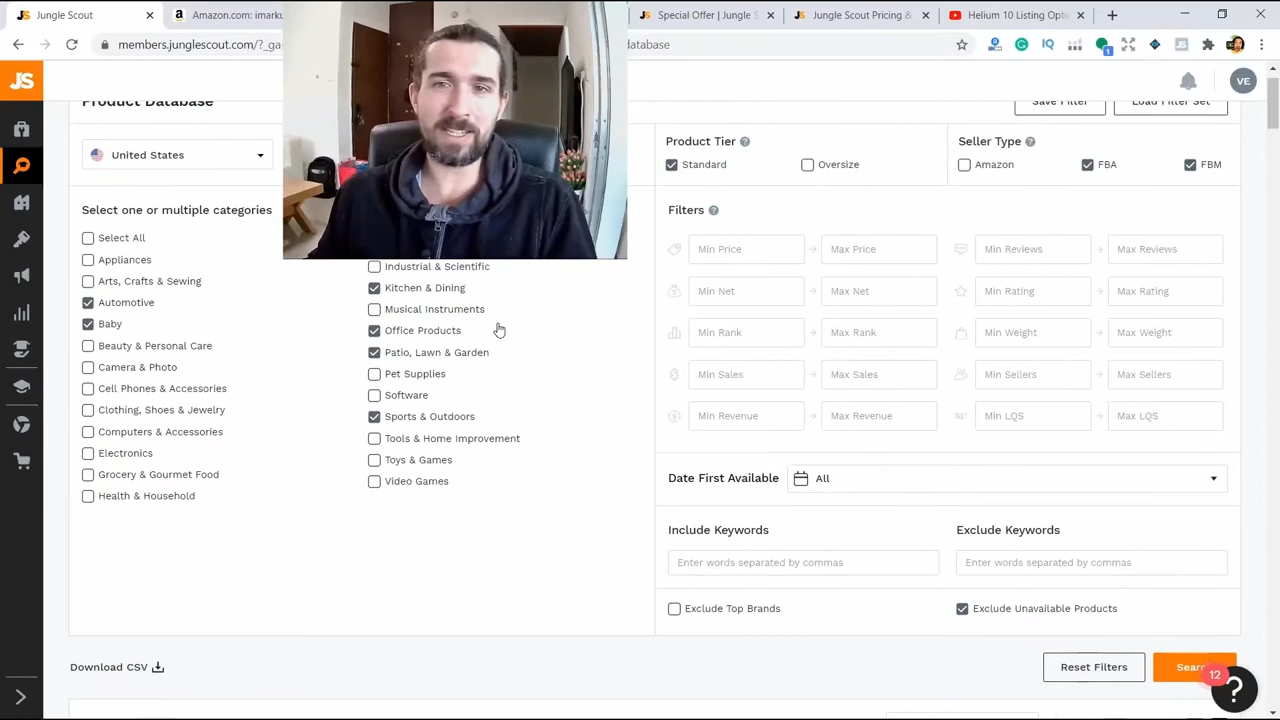 Jungle Scout
Amazon.com: imarku
Special Offer | Jungle S
Jungle Scout Pricing &
Helium 10 Listing Opti
members.junglescout.com/?_ga
database
IQ
JS
1
JS
VE
Product Database
Save Filter
Load Filter Set
United States
Product Tier ?
Standard
Oversize
Seller Type ?
Amazon
FBA
FBM
Select one or multiple categories
Select All
Appliances
Arts, Crafts & Sewing
Automotive
Baby
Beauty & Personal Care
Camera & Photo
Cell Phones & Accessories
Clothing, Shoes & Jewelry
Computers & Accessories
Electronics
Grocery & Gourmet Food
Health & Household
Industrial & Scientific
Kitchen & Dining
Musical Instruments
Office Products
Patio, Lawn & Garden
Pet Supplies
Software
Sports & Outdoors
Tools & Home Improvement
Toys & Games
Video Games
Filters ?
Min Price
Max Price
Min Reviews
Max Reviews
Min Net
Max Net
Min Rating
Max Rating
Min Rank
Max Rank
Min Weight
Max Weight
Min Sales
Max Sales
Min Sellers
Max Sellers
Min Revenue
Max Revenue
Min LQS
Max LQS
Date First Available
All
Include Keywords
Exclude Keywords
Enter words separated by commas
Enter words separated by commas
Exclude Top Brands
Exclude Unavailable Products
Download CSV
Reset Filters
Sear
12
?